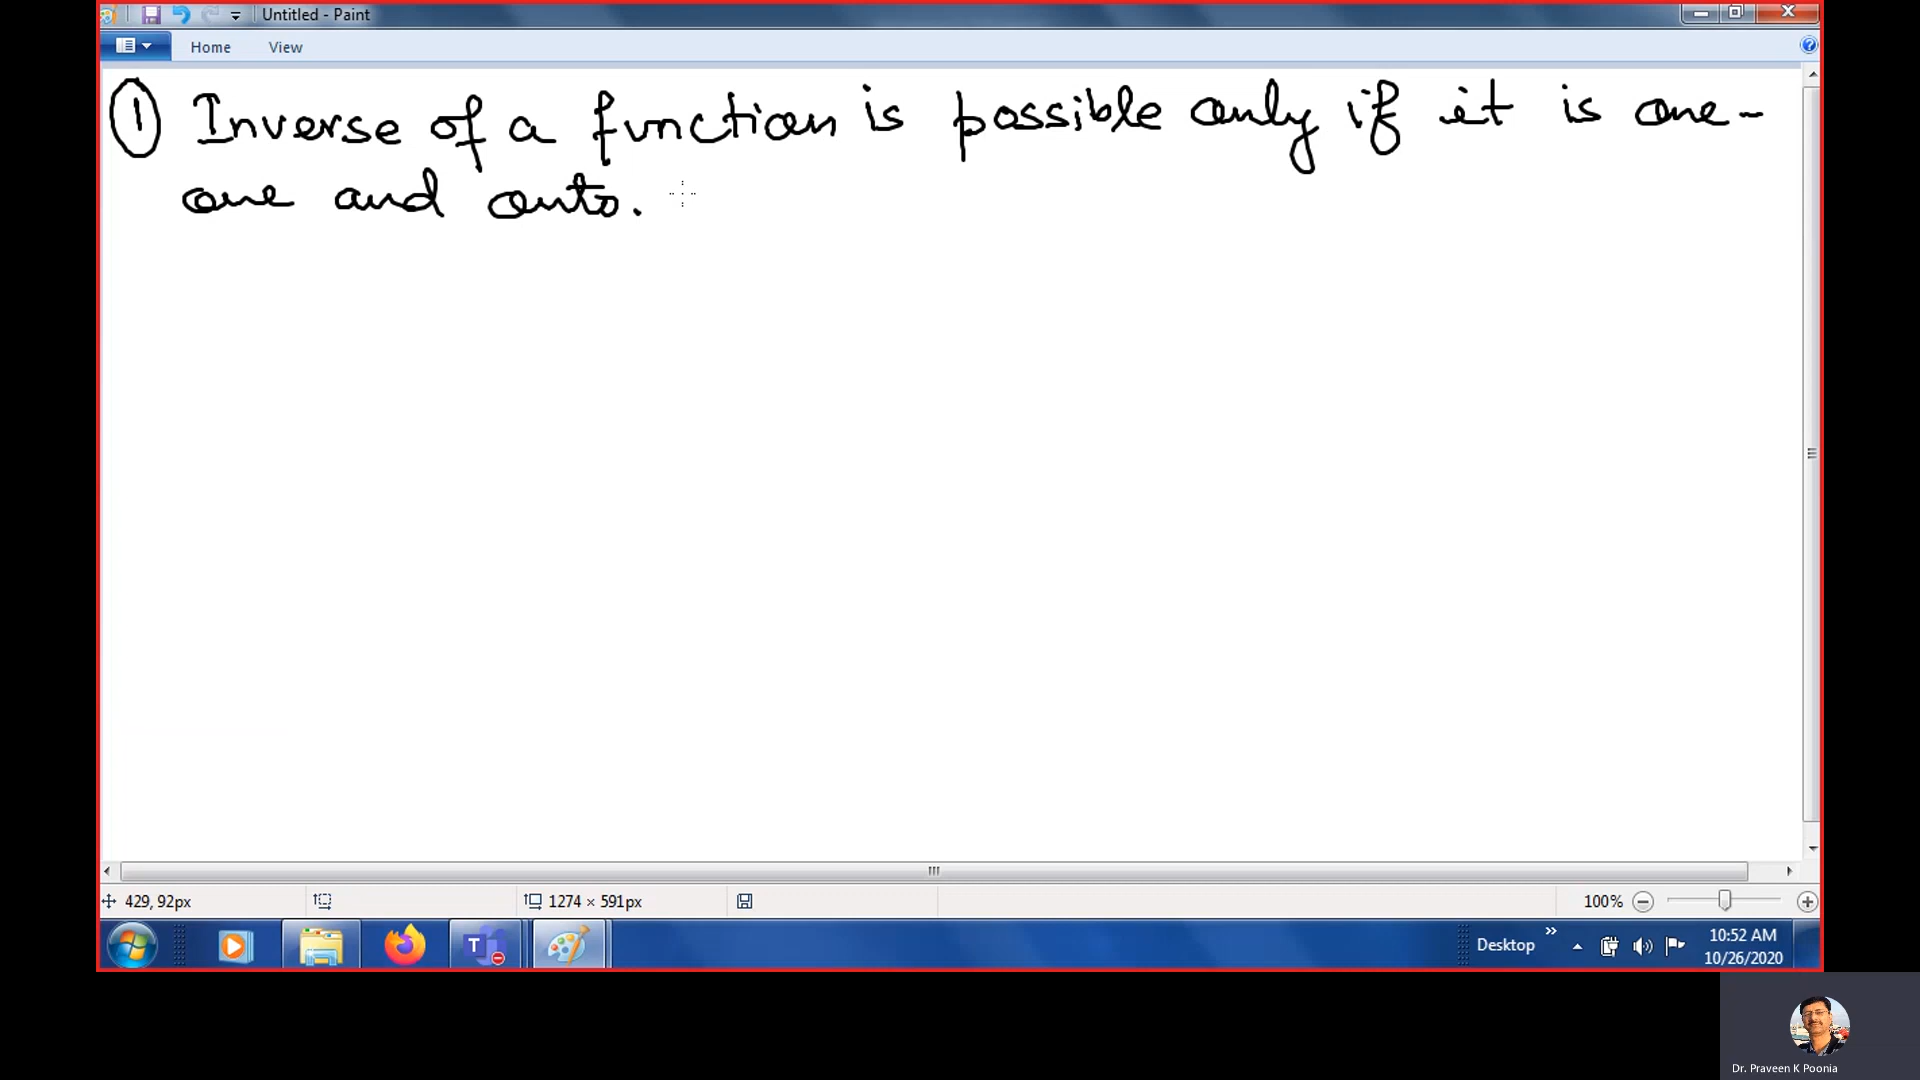 Untitled - Paint
Home View
① Inverse of a function is possible only if it is one-
one and onto.
429, 92px
1274 × 591px
100%
Desktop
10:52 AM
10/26/2020
Dr. Praveen K Poonia